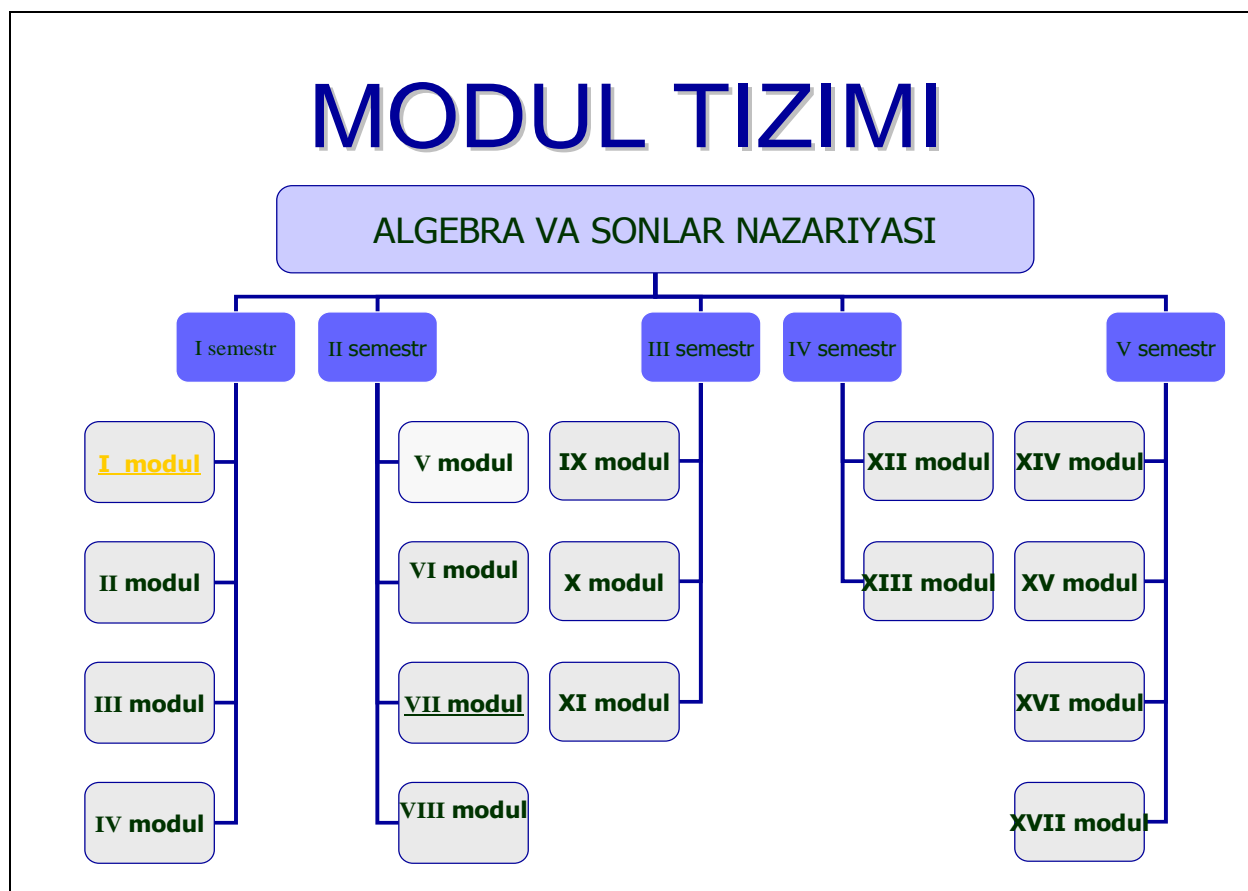 MODUL TIZIMI
ALGEBRA VA SONLAR NAZARIYASI
I semestr
II semestr
III semestr
IV semestr
V semestr
I modul
V modul
IX modul
XII modul
XIV modul
II modul
VI modul
X modul
XIII modul
XV modul
III modul
VII modul
XI modul
XVI modul
IV modul
VIII modul
XVII modul